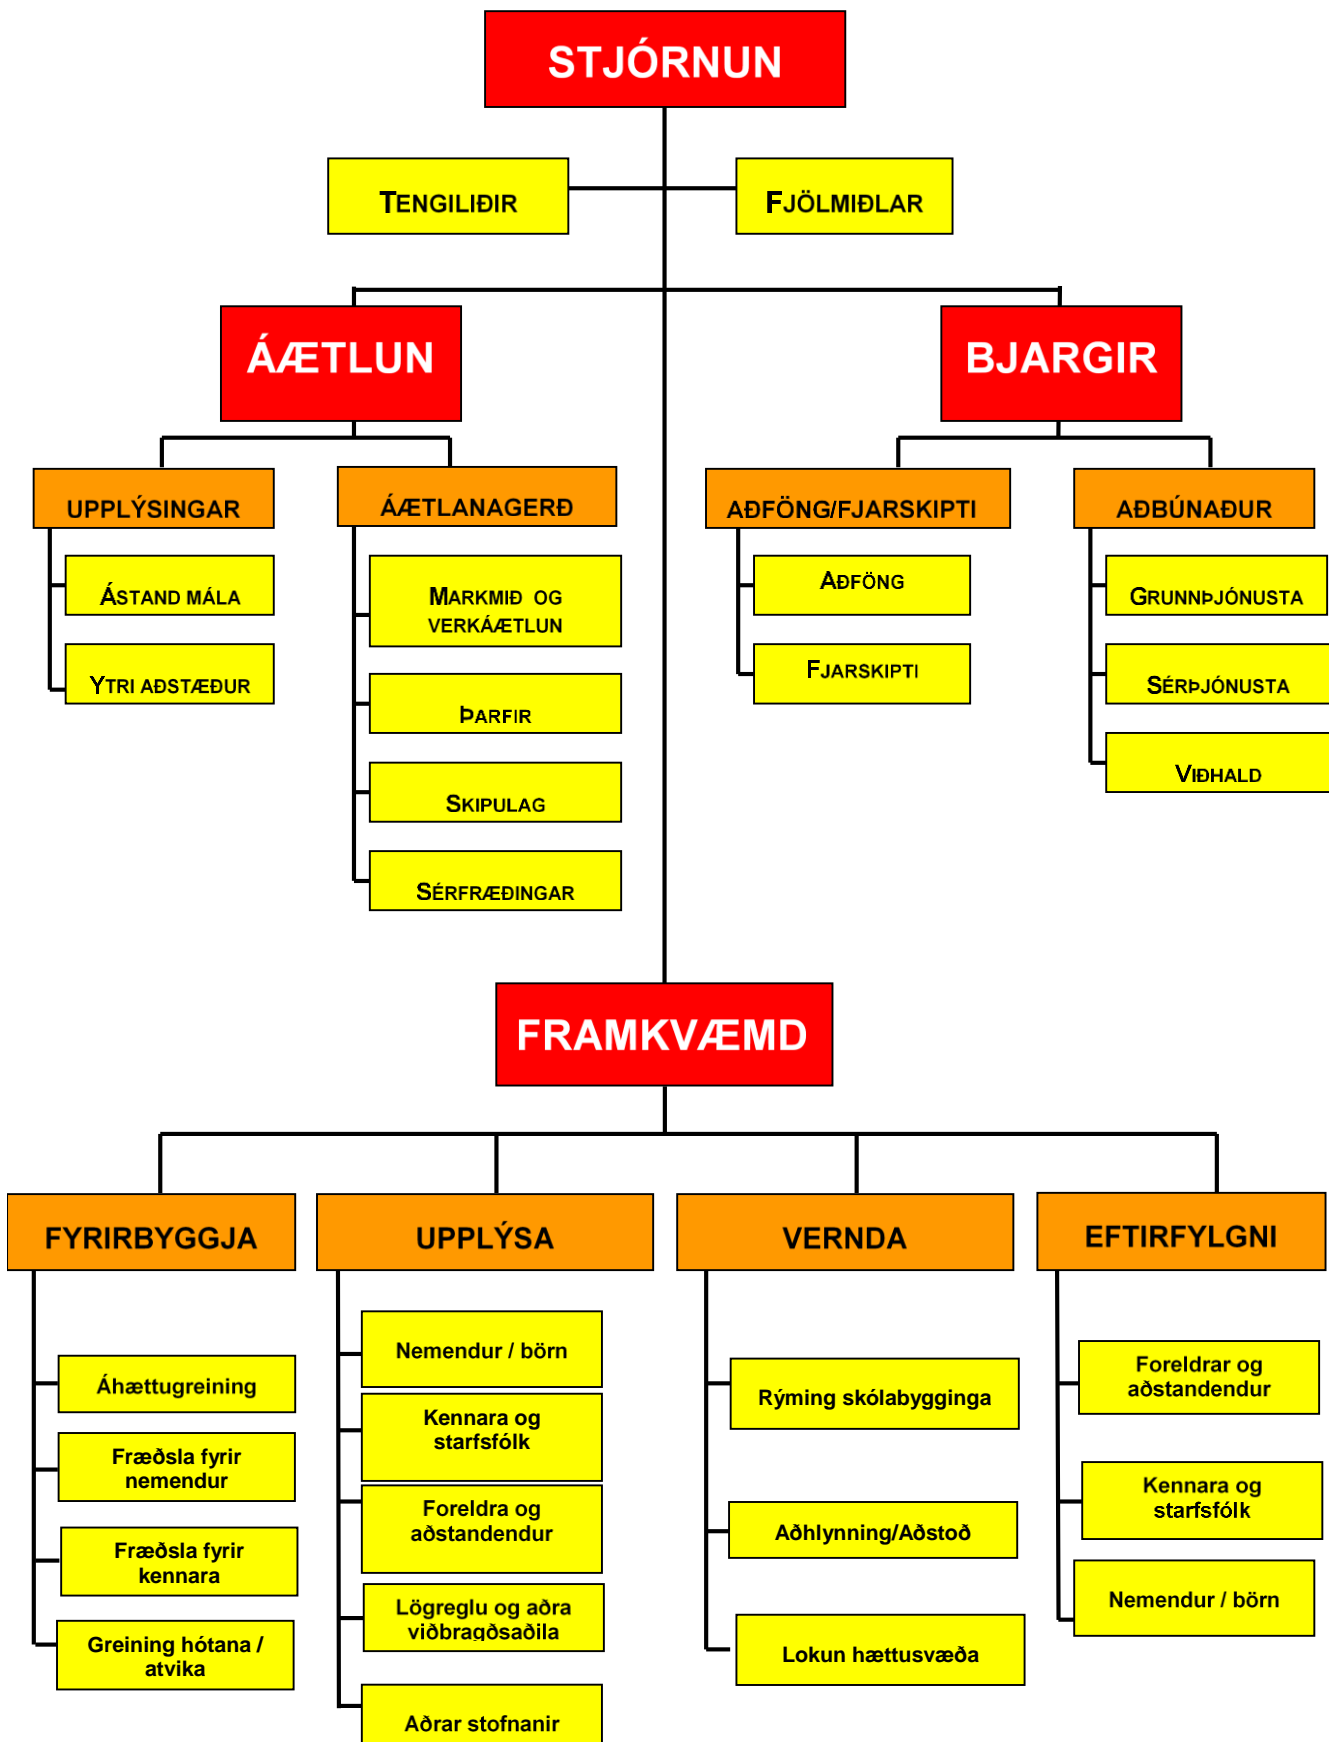 STJÓRNUN
TENGILIÐIR
FJÖLMIÐLAR
ÁÆTLUN
BJARGIR
UPPLÝSINGAR
ÁÆTLANAGERÐ
AÐFÖNG/FJARSKIPTI
AÐBÚNAÐUR
ÁSTAND MÁLA
YTRI AÐSTÆÐUR
MARKMIÐ OG
VERKÁÆTLUN
ÞARFIR
SKIPULAG
SÉRFRÆÐINGAR
AÐFÖNG
FJARSKIPTI
GRUNNÞJÓNUSTA
SÉRÞJÓNUSTA
VIÐHALD
FRAMKVÆMD
FYRIRBYGGJA
UPPLÝSA
VERNDA
EFTIRFYLGNI
Áhættugreining
Fræðsla fyrir
nemendur
Fræðsla fyrir
kennara
Greining hótana /
atvika
Nemendur / börn
Kennara og
starfsfólk
Foreldra og
aðstandendur
Lögreglu og aðra
viðbragðsaðila
Aðrar stofnanir
Rýming skólabygginga
Aðhlynning/Aðstoð
Lokun hættusvæða
Foreldrar og
aðstandendur
Kennara og
starfsfólk
Nemendur / börn